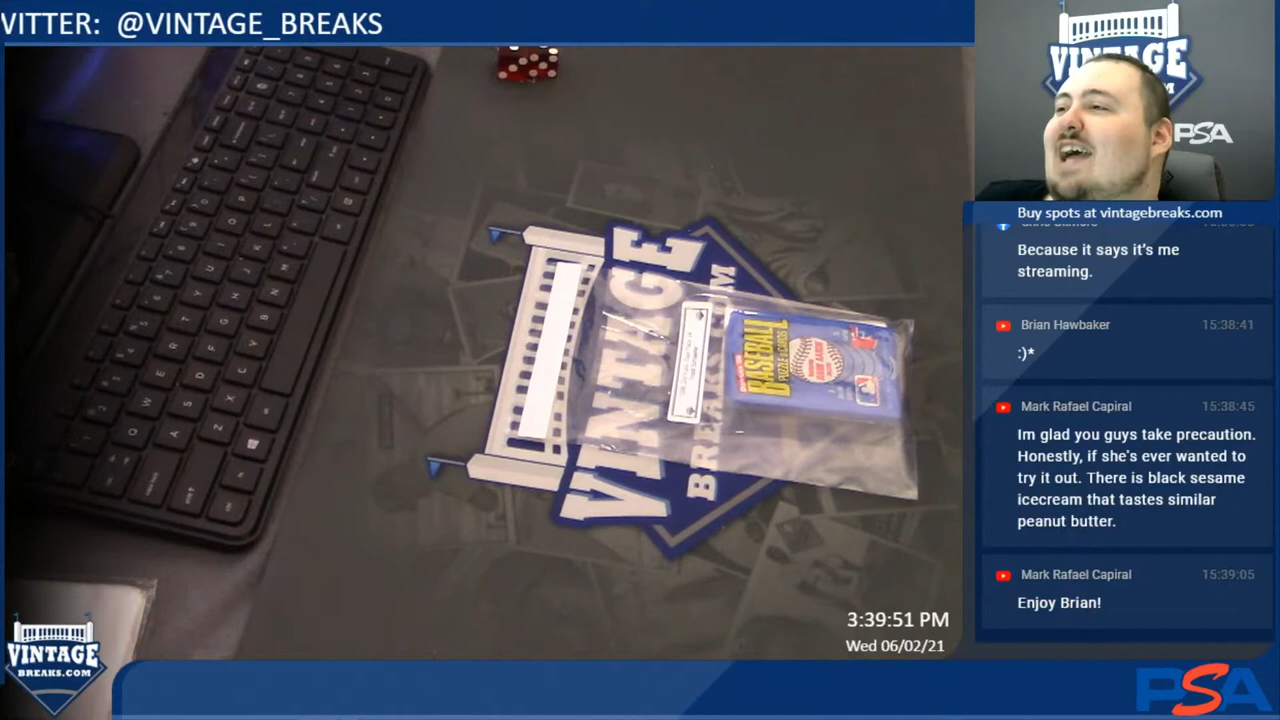 VITTER: @VINTAGE_BREAKS
VINTAGE
PSA
Buy spots at vintagebreaks.com
Because it says it's me
streaming.
Brian Hawbaker 15:38:41
:)*
Mark Rafael Capiral 15:38:45
Im glad you guys take precaution.
Honestly, if she's ever wanted to
try it out. There is black sesame
icecream that tastes similar
peanut butter.
Mark Rafael Capiral 15:39:05
Enjoy Brian!
VINTAGE
BASEBALL
PUZZLE & CARDS
3:39:51 PM
Wed 06/02/21
VINTAGE
BREAKS.COM
PSA